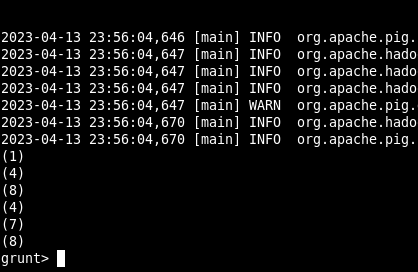 2023-04-13 23:56:04,646 [main] INFO  org.apache.pig.
2023-04-13 23:56:04,647 [main] INFO  org.apache.hado
2023-04-13 23:56:04,647 [main] INFO  org.apache.hado
2023-04-13 23:56:04,647 [main] INFO  org.apache.hado
2023-04-13 23:56:04,647 [main] WARN  org.apache.pig.
2023-04-13 23:56:04,670 [main] INFO  org.apache.hado
2023-04-13 23:56:04,670 [main] INFO  org.apache.pig.
(1)
(4)
(8)
(4)
(7)
(8)
grunt>